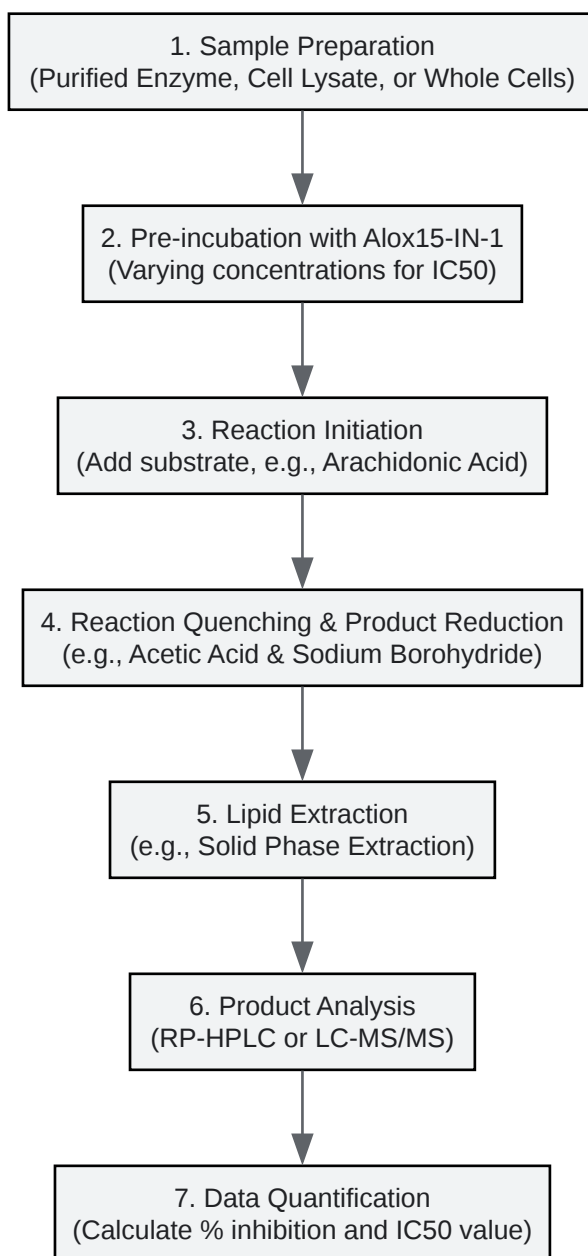 1. Sample Preparation
(Purified Enzyme, Cell Lysate, or Whole Cells)
2. Pre-incubation with Alox15-IN-1
(Varying concentrations for IC50)
3. Reaction Initiation
(Add substrate, e.g., Arachidonic Acid)
4. Reaction Quenching & Product Reduction
(e.g., Acetic Acid & Sodium Borohydride)
5. Lipid Extraction
(e.g., Solid Phase Extraction)
6. Product Analysis
(RP-HPLC or LC-MS/MS)
7. Data Quantification
(Calculate % inhibition and IC50 value)